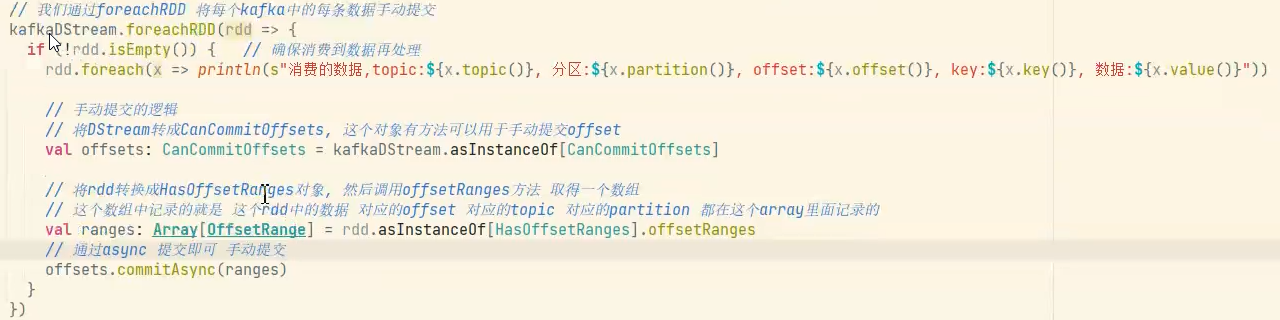 // 我们通过foreachRDD 将每个kafka中的每条数据手动提交
kafkaDStream.foreachRDD(rdd => {
if (!rdd.isEmpty()) { // 确保消费到数据再处理
rdd.foreach(x => println(s"消费的数据,topic:${x.topic()}, 分区:${x.partition()}, offset:${x.offset()}, key:${x.key()}, 数据:${x.value()}"))
// 手动提交的逻辑
// 将DStream转成CanCommitOffsets, 这个对象有方法可以用于手动提交offset
val offsets: CanCommitOffsets = kafkaDStream.asInstanceOf[CanCommitOffsets]
// 将rdd转换成HasOffsetRanges对象, 然后调用offsetRanges方法 取得一个数组
// 这个数组中记录的就是 这个rdd中的数据 对应的offset 对应的topic 对应的partition 都在这个array里面记录的
val ranges: Array[OffsetRange] = rdd.asInstanceOf[HasOffsetRanges].offsetRanges
// 通过async 提交即可 手动提交
offsets.commitAsync(ranges)
}
})